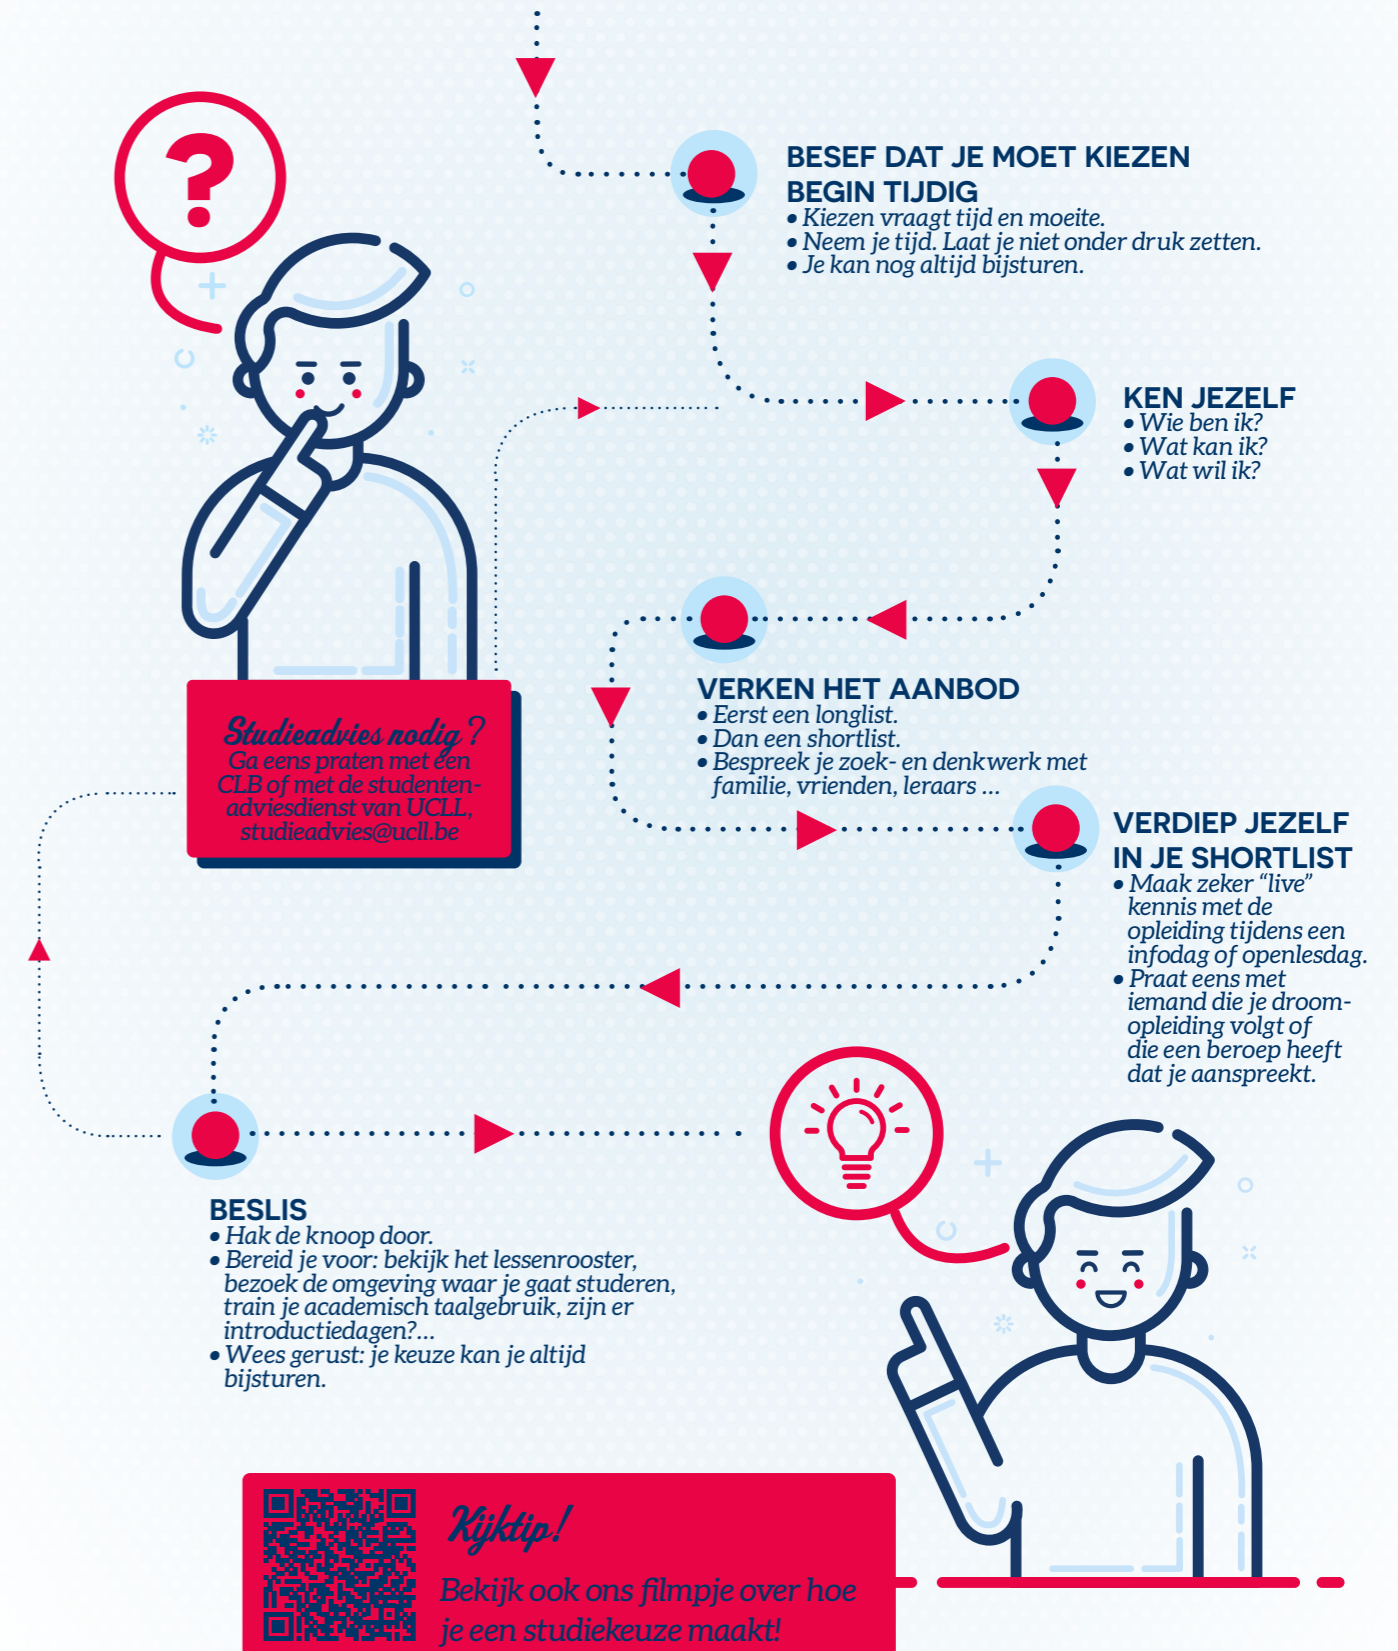 ?
BESEF DAT JE MOET KIEZEN
BEGIN TIJDIG
• Kiezen vraagt tijd en moeite.
• Neem je tijd. Laat je niet onder druk zetten.
• Je kan nog altijd bijsturen.
KEN JEZELF
• Wie ben ik?
• Wat kan ik?
• Wat wil ik?
VERKEN HET AANBOD
• Eerst een longlist.
• Dan een shortlist.
• Bespreek je zoek- en denkwerk met
familie, vrienden, leraars ...
Studieadvies nodig?
Ga eens praten met een
CLB of met de studenten-
adviesdienst van UCLL,
studieadvies@ucll.be
VERDIEP JEZELF
IN JE SHORTLIST
• Maak zeker “live”
kennis met de
opleiding tijdens een
infodag of openlesdag.
• Praat eens met
iemand die je droom-
opleiding volgt of
die een beroep heeft
dat je aanspreekt.
BESLIS
• Hak de knoop door.
• Bereid je voor: bekijk het lessenrooster,
bezoek de omgeving waar je gaat studeren,
train je academisch taalgebruik, zijn er
introductiedagen?...
• Wees gerust: je keuze kan je altijd
bijsturen.
Kijktip!
Bekijk ook ons filmpje over hoe
je een studiekeuze maakt!